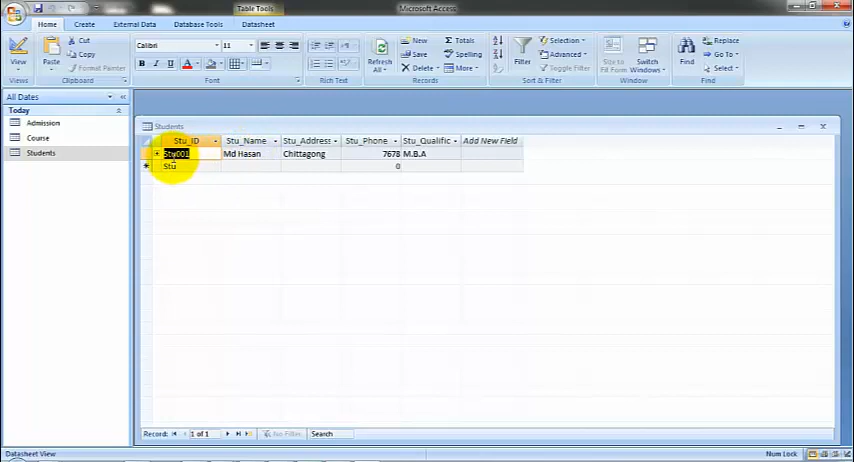 Table Tools
Microsoft Access
Home
Create
External Data
Database Tools
Datasheet
View
Views
Paste
Cut
Copy
Format Painter
Clipboard
Calibri
11
B I U
A
Font
Rich Text
Refresh
All
New
Save
Delete
Totals
Spelling
More
Records
Filter
Selection
Advanced
Toggle Filter
Sort & Filter
Size to
Fit Form
Switch
Windows
Window
Find
Replace
Go To
Select
Find
All Dates
Today
Admission
Course
Students
Students
Stu_ID Stu_Name Stu_Address Stu_Phone Stu_Qualific Add New Field
Stu001 Md Hasan Chittagong 7678 M.B.A
Stu 0
Record: 1 of 1 No Filter Search
Datasheet View
Num Lock